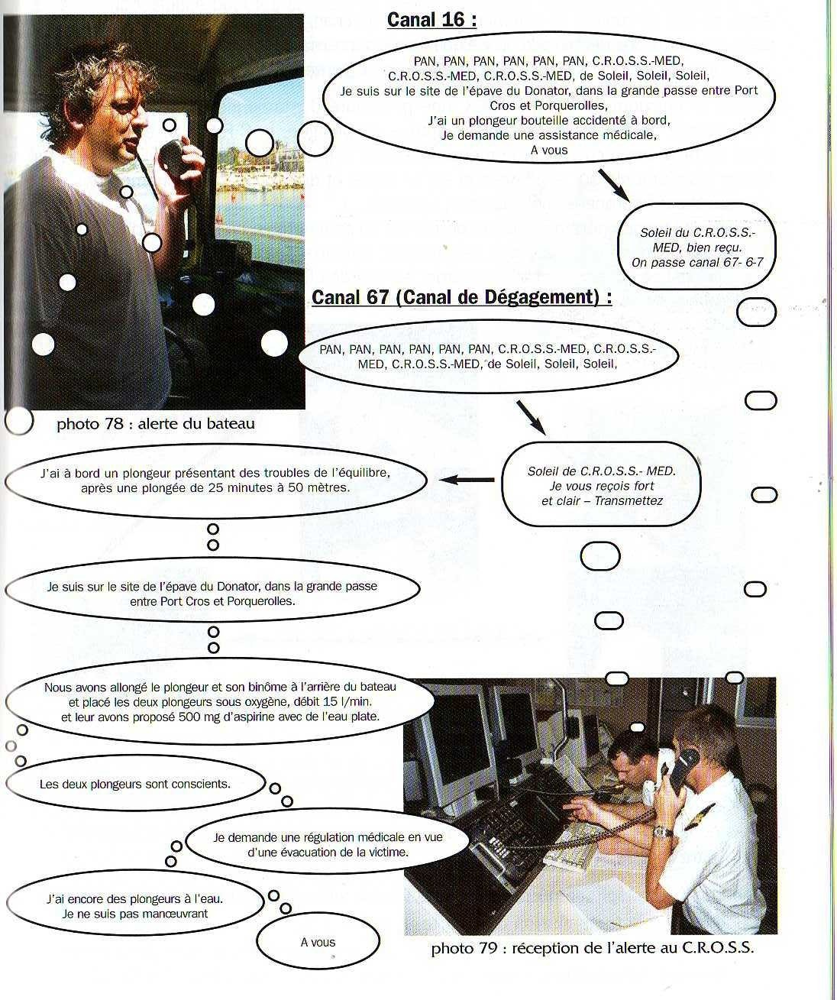 Canal 16 :
PAN, PAN, PAN, PAN, PAN, PAN, C.R.O.S.S.-MED,
C.R.O.S.S.-MED, C.R.O.S.S.-MED, de Soleil, Soleil, Soleil,
Je suis sur le site de l'épave du Donator, dans la grande passe entre Port
Cros et Porquerolles,
J'ai un plongeur bouteille accidenté à bord,
Je demande une assistance médicale,
A vous
Soleil du C.R.O.S.S.-
MED, bien reçu.
On passe canal 67- 6-7
Canal 67 (Canal de Dégagement) :
PAN, PAN, PAN, PAN, PAN, PAN, C.R.O.S.S.-MED, C.R.O.S.S.-
MED, C.R.O.S.S.-MED, de Soleil, Soleil, Soleil,
photo 78 : alerte du bateau
Soleil de C.R.O.S.S.- MED.
Je vous reçois fort
et clair – Transmettez
J'ai à bord un plongeur présentant des troubles de l'équilibre,
après une plongée de 25 minutes à 50 mètres.
Je suis sur le site de l'épave du Donator, dans la grande passe
entre Port Cros et Porquerolles.
Nous avons allongé le plongeur et son binôme à l'arrière du bateau
et placé les deux plongeurs sous oxygène, débit 15 l/min.
et leur avons proposé 500 mg d'aspirine avec de l'eau plate.
Les deux plongeurs sont conscients.
Je demande une régulation médicale en vue
d'une évacuation de la victime.
J'ai encore des plongeurs à l'eau.
Je ne suis pas manœuvrant
A vous
photo 79 : réception de l'alerte au C.R.O.S.S.